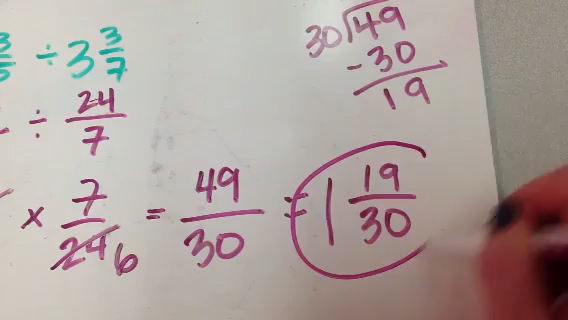 ÷ 3 3/7
30)49
- 30
19
÷ 24/7
x 7/24 6 = 49/30 = 1 19/30